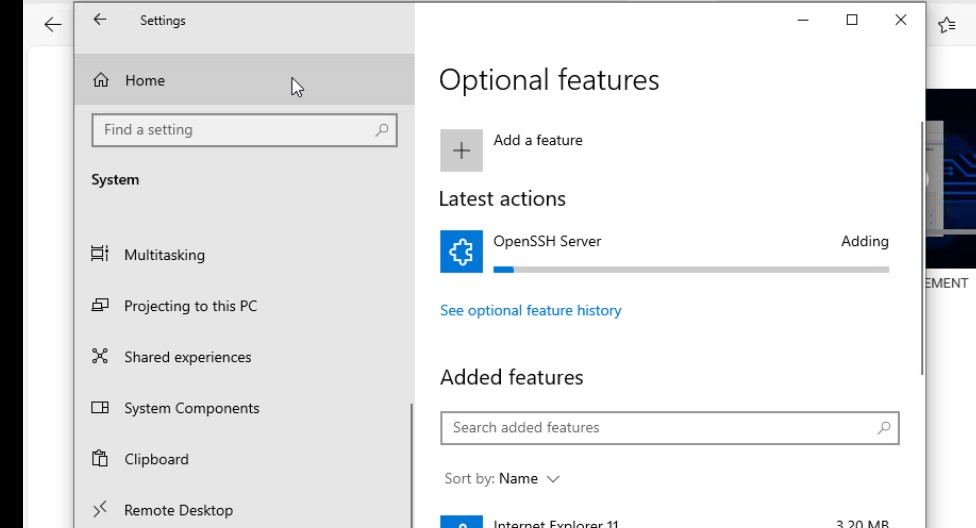 Settings
Home
Find a setting
System
Multitasking
Projecting to this PC
Shared experiences
System Components
Clipboard
Remote Desktop
Optional features
Add a feature
Latest actions
OpenSSH Server Adding
See optional feature history
Added features
Search added features
Sort by: Name
Internet Explorer 11 3.20 MB
EMENT